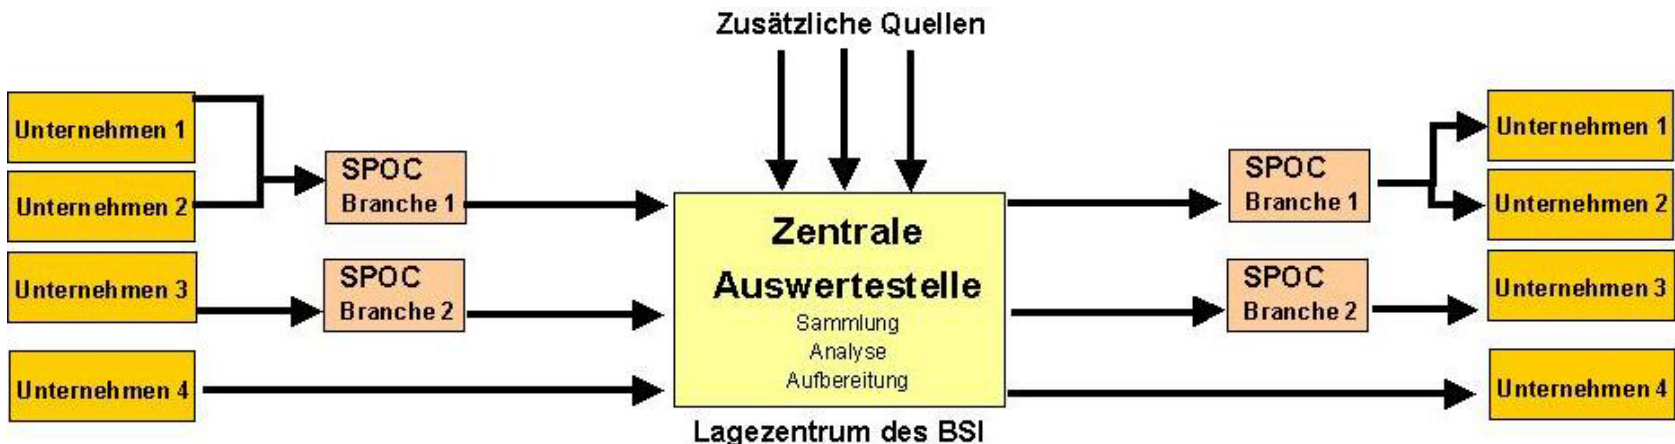 Zusätzliche Quellen
Unternehmen 1
Unternehmen 2
Unternehmen 3
Unternehmen 4
SPOC
Branche 1
SPOC
Branche 2
Zentrale
Auswertestelle
Sammlung
Analyse
Aufbereitung
Lagezentrum des BSI
SPOC
Branche 1
SPOC
Branche 2
Unternehmen 1
Unternehmen 2
Unternehmen 3
Unternehmen 4